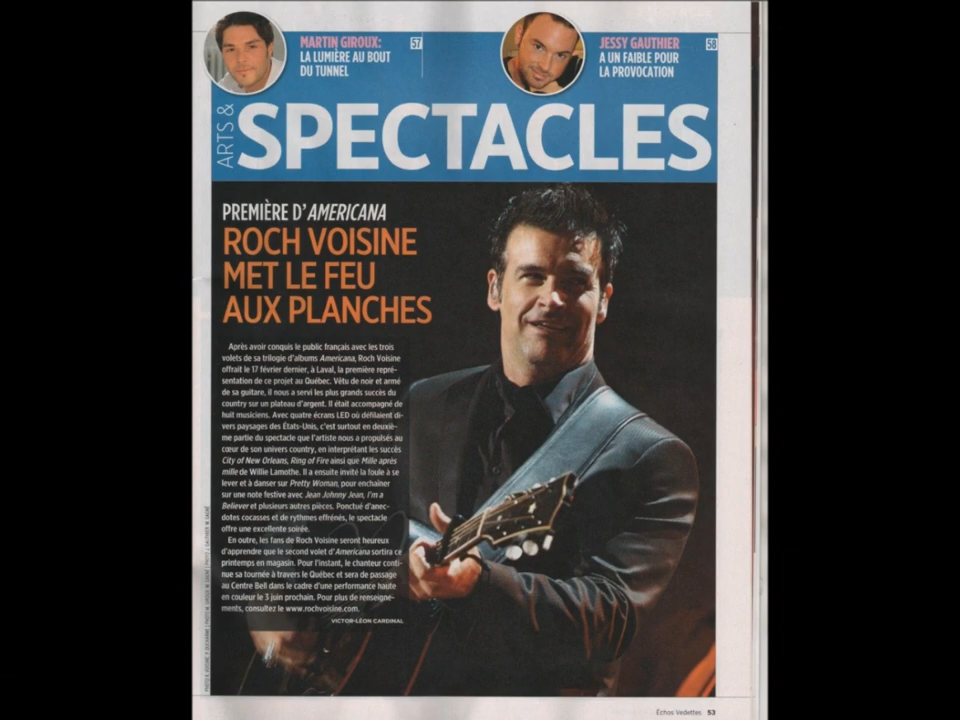 MARTIN GIROUX: 57
LA LUMIÈRE AU BOUT
DU TUNNEL
JESSY GAUTHIER 58
A UN FAIBLE POUR
LA PROVOCATION
ARTS & SPECTACLES
PREMIÈRE D'AMERICANA
ROCH VOISINE
MET LE FEU
AUX PLANCHES
Après avoir conquis le public français avec les trois
volets de sa trilogie d'albums Americana, Roch Voisine
offrait le 17 février dernier, à Laval, la première repré-
sentation de ce projet au Québec. Vêtu de noir et armé
de sa guitare, il nous a servi les plus grands succès du
country sur un plateau d'argent. Il était accompagné de
huit musiciens. Avec quatre écrans LED où défilaient di-
vers paysages des États-Unis, c'est surtout en deuxiè-
me partie du spectacle que l'artiste nous a propulsés au
cœur de son univers country, en interprétant les succès
City of New Orleans, Ring of Fire ainsi que Mille après
mille de Willie Lamothe. Il a ensuite invité la foule à se
lever et à danser sur Pretty Woman, pour enchaîner
sur une note festive avec Jean Johnny Jean, I'm a
Believer et plusieurs autres pièces. Ponctué d'anec-
dotes cocasses et de rythmes effrénés, le spectacle
offre une excellente soirée.
En outre, les fans de Roch Voisine seront heureux
d'apprendre que le second volet d'Americana sortira ce
printemps en magasin. Pour l'instant, le chanteur conti-
nue sa tournée à travers le Québec et sera de passage
au Centre Bell dans le cadre d'une performance haute
en couleur le 3 juin prochain. Pour plus de renseigne-
ments, consultez le www.rochvoisine.com.
VICTOR-LÉON CARDINAL
Échos Vedettes 53